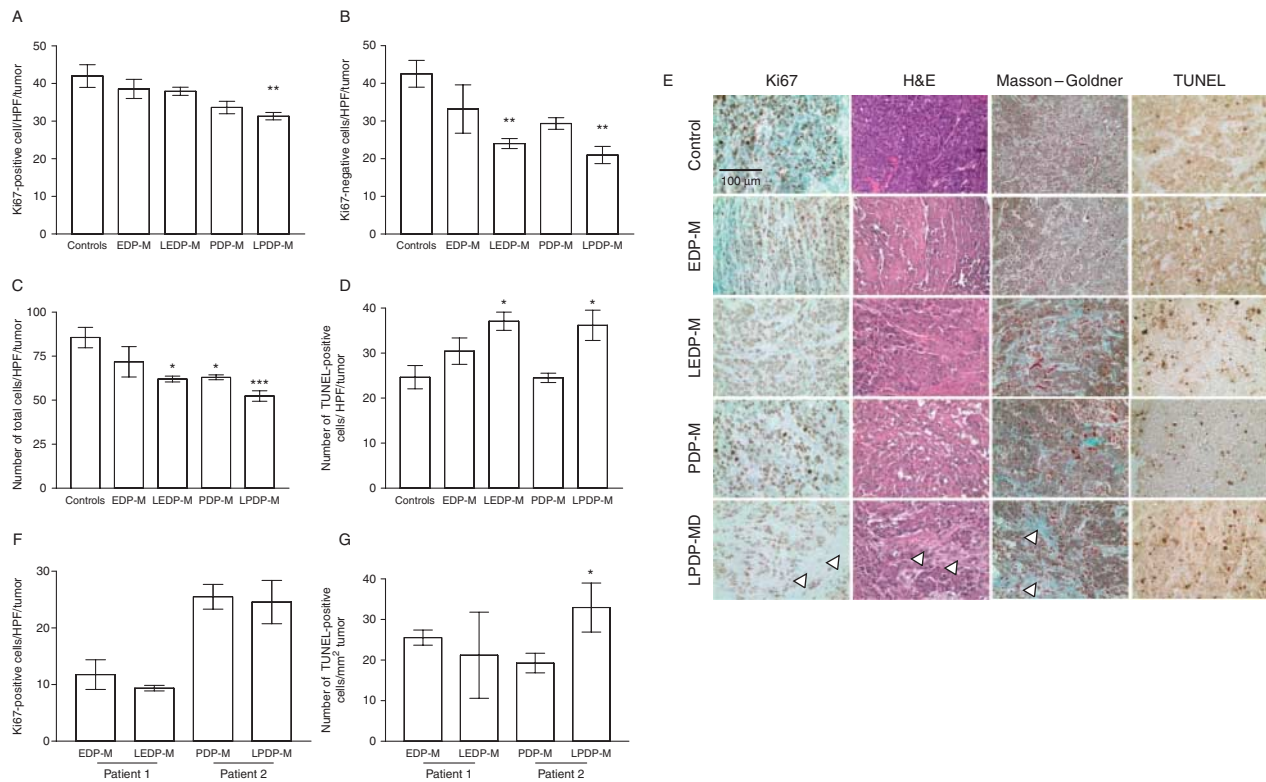 A
Ki67-positive cell/HPF/tumor
50
40
30
20
10
0
**
Controls EDP-M LEDP-M PDP-M LPDP-M
B
Ki67-negative cells/HPF/tumor
50
40
30
20
10
0
**
**
Controls EDP-M LEDP-M PDP-M LPDP-M
C
Number of total cells/HPF/tumor
100
75
50
25
0
*
*
***
Controls EDP-M LEDP-M PDP-M LPDP-M
D
Number of TUNEL-positive
cells/ HPF/tumor
40
20
0
*
*
Controls EDP-M LEDP-M PDP-M LPDP-M
E
Ki67 H&E Masson–Goldner TUNEL
Control
100 µm
EDP-M
LEDP-M
PDP-M
LPDP-MD
F
Ki67-positive cells/HPF/tumor
30
20
10
0
EDP-M LEDP-M PDP-M LPDP-M
Patient 1 Patient 2
G
Number of TUNEL-positive
cells/mm² tumor
40
30
20
10
0
*
EDP-M LEDP-M PDP-M LPDP-M
Patient 1 Patient 2